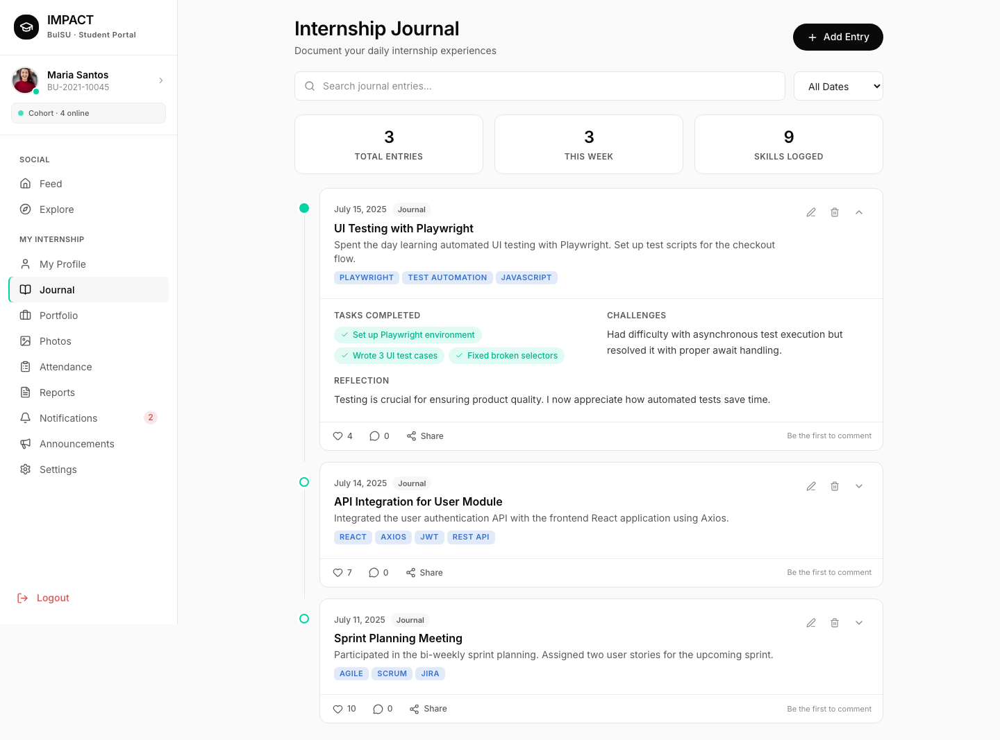 IMPACT
BulSU · Student Portal
Maria Santos
BU-2021-10045
Cohort · 4 online
SOCIAL
Feed
Explore
MY INTERNSHIP
My Profile
Journal
Portfolio
Photos
Attendance
Reports
Notifications 2
Announcements
Settings
Logout
Internship Journal
Document your daily internship experiences
Add Entry
Search journal entries...
All Dates
3
TOTAL ENTRIES
3
THIS WEEK
9
SKILLS LOGGED
July 15, 2025 Journal
UI Testing with Playwright
Spent the day learning automated UI testing with Playwright. Set up test scripts for the checkout
flow.
PLAYWRIGHT TEST AUTOMATION JAVASCRIPT
TASKS COMPLETED
Set up Playwright environment
Wrote 3 UI test cases Fixed broken selectors
CHALLENGES
Had difficulty with asynchronous test execution but
resolved it with proper await handling.
REFLECTION
Testing is crucial for ensuring product quality. I now appreciate how automated tests save time.
4 0 Share Be the first to comment
July 14, 2025 Journal
API Integration for User Module
Integrated the user authentication API with the frontend React application using Axios.
REACT AXIOS JWT REST API
7 0 Share Be the first to comment
July 11, 2025 Journal
Sprint Planning Meeting
Participated in the bi-weekly sprint planning. Assigned two user stories for the upcoming sprint.
AGILE SCRUM JIRA
10 0 Share Be the first to comment